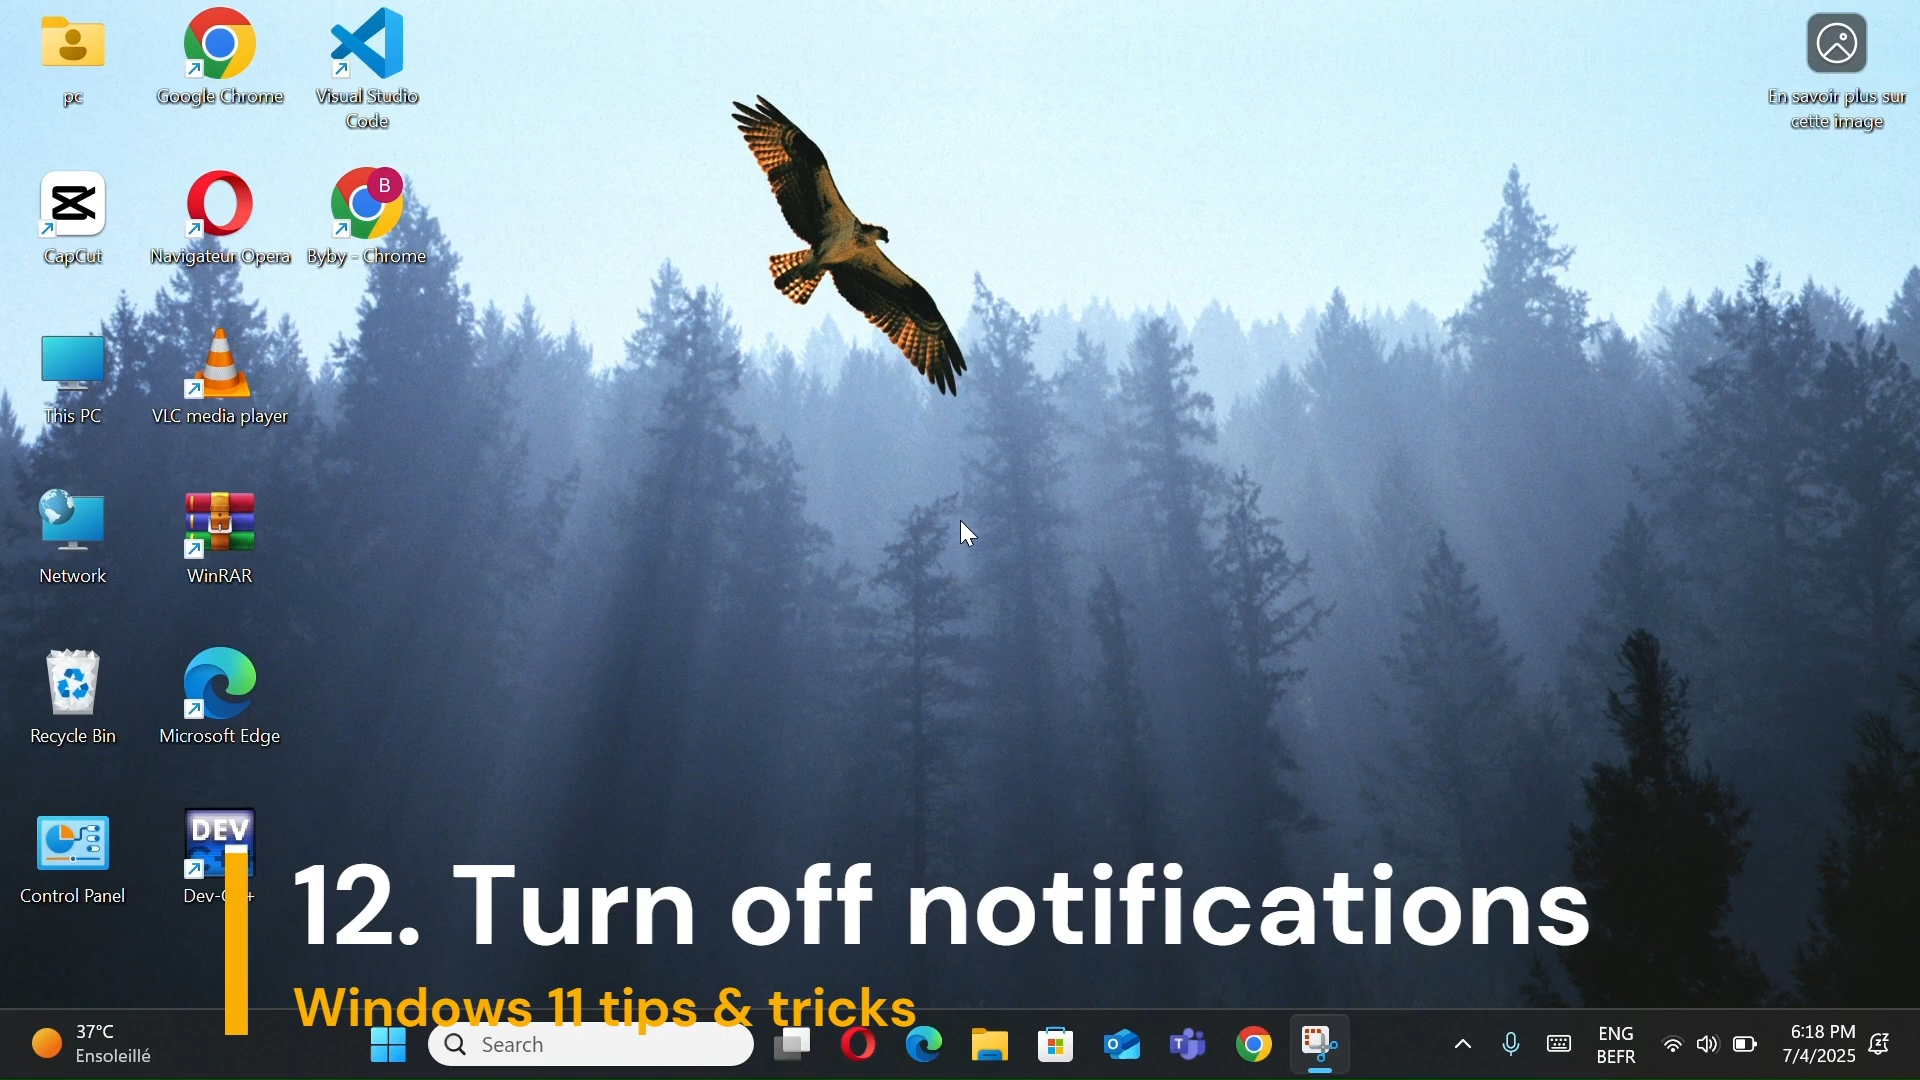 pc
Google Chrome
Visual Studio
Code
En savoir plus sur
cette image
CapCut
Navigateur Opera
B
Byby - Chrome
This PC
VLC media player
Network
WinRAR
Recycle Bin
Microsoft Edge
Control Panel
DEV
12. Turn off notifications
Windows 11 tips & tricks
37°C
Ensoleillé
Search
ENG
BEFR
6:18 PM
7/4/2025